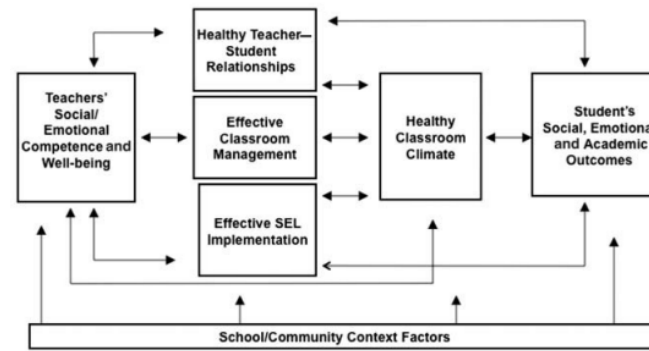 Healthy Teacher—
Student
Relationships
Teachers'
Social/
Emotional
Competence and
Well-being
Effective
Classroom
Management
Healthy
Classroom
Climate
Student's
Social, Emotional
and Academic
Outcomes
Effective SEL
Implementation
School/Community Context Factors